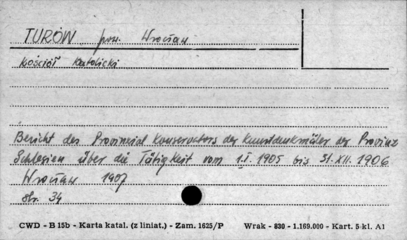 TURÓW pow. Wrocław
Kościół Katolicki
Bericht des Provinzial Konservators der Kunstdenkmäler der Provinz
Schlesien über die Tätigkeit vom 1.I. 1905 bis 31.XII. 1906
Wrocław 1907
str. 34
CWD - B 15b - Karta katal. (z liniat.) - Zam. 1625/P Wrak - 830 - 1.169.000 - Kart. 5 kl. A1